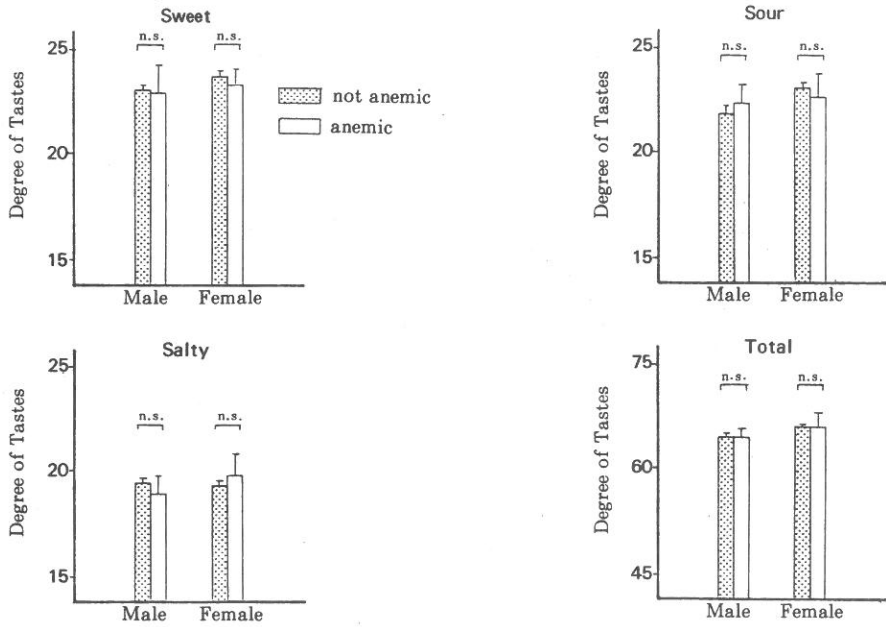 Sweet
n.s. n.s.
25
20
15
Degree of Tastes
Male Female
not anemic
anemic
Sour
n.s. n.s.
25
20
15
Degree of Tastes
Male Female
Salty
n.s. n.s.
25
20
15
Degree of Tastes
Male Female
Total
n.s. n.s.
75
60
45
Degree of Tastes
Male Female